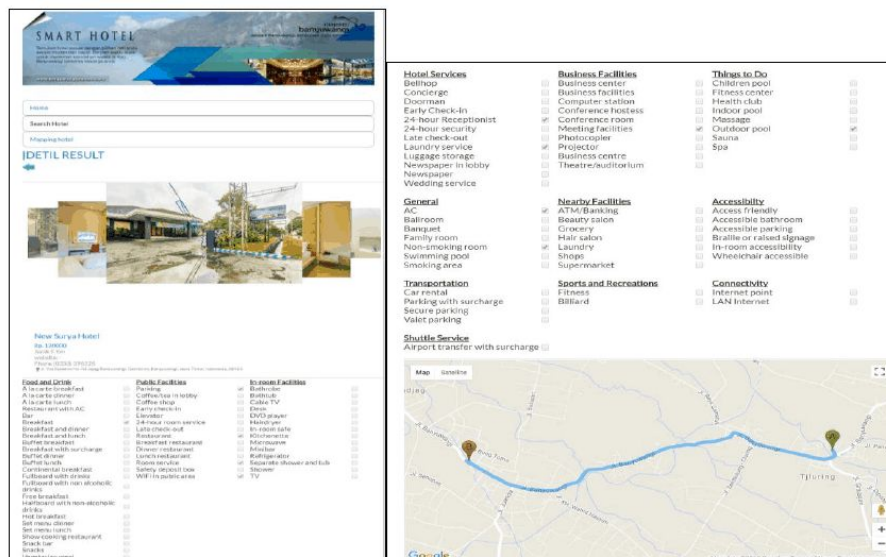 SMART HOTEL
banyuwangi
Home
Search Hotel
Mapping hotel
|DETIL RESULT
New Surya Hotel
Food and Drink
A la carte breakfast
A la carte dinner
A la carte lunch
Restaurant with AC
Bar
Breakfast
Breakfast and dinner
Breakfast and lunch
Buffet breakfast
Breakfast with surcharge
Buffet dinner
Buffet lunch
Continental breakfast
Fullboard with drinks
Fullboard with non alcoholic
drinks
Free breakfast
Halfboard with non-alcoholic
drinks
Hot breakfast
Set menu dinner
Set menu lunch
Show cooking restaurant
Snack bar
Snacks
Public Facilities
Parking
Coffee/tea in lobby
Coffee shop
Early check-in
Elevator
24-hour room service
Late check-out
Restaurant
Breakfast restaurant
Dinner restaurant
Lunch restaurant
Room service
Safety deposit box
WiFi in public area
In-room Facilities
Bathrobe
Bathtub
Cable TV
Desk
DVD player
Hairdryer
In-room safe
Kitchenette
Microwave
Minibar
Refrigerator
Separate shower and tub
Shower
TV
Hotel Services
Bellhop
Concierge
Doorman
Early Check-in
24-hour Receptionist
24-hour security
Late check-out
Laundry service
Luggage storage
Newspaper in lobby
Newspaper
Wedding service
Business Facilities
Business center
Business facilities
Computer station
Conference hostess
Conference room
Meeting facilities
Photocopier
Projector
Business centre
Theatre/auditorium
Things to Do
Children pool
Fitness center
Health club
Indoor pool
Massage
Outdoor pool
Sauna
Spa
General
AC
Ballroom
Banquet
Family room
Non-smoking room
Swimming pool
Smoking area
Nearby Facilities
ATM/Banking
Beauty salon
Grocery
Hair salon
Laundry
Shops
Supermarket
Accessibilty
Access friendly
Accessible bathroom
Accessible parking
Braille or raised signage
In-room accessibility
Wheelchair accessible
Transportation
Car rental
Parking with surcharge
Secure parking
Valet parking
Sports and Recreations
Fitness
Billiard
Connectivity
Internet point
LAN Internet
Shuttle Service
Airport transfer with surcharge
Map
Satellite
Tjluring
Google